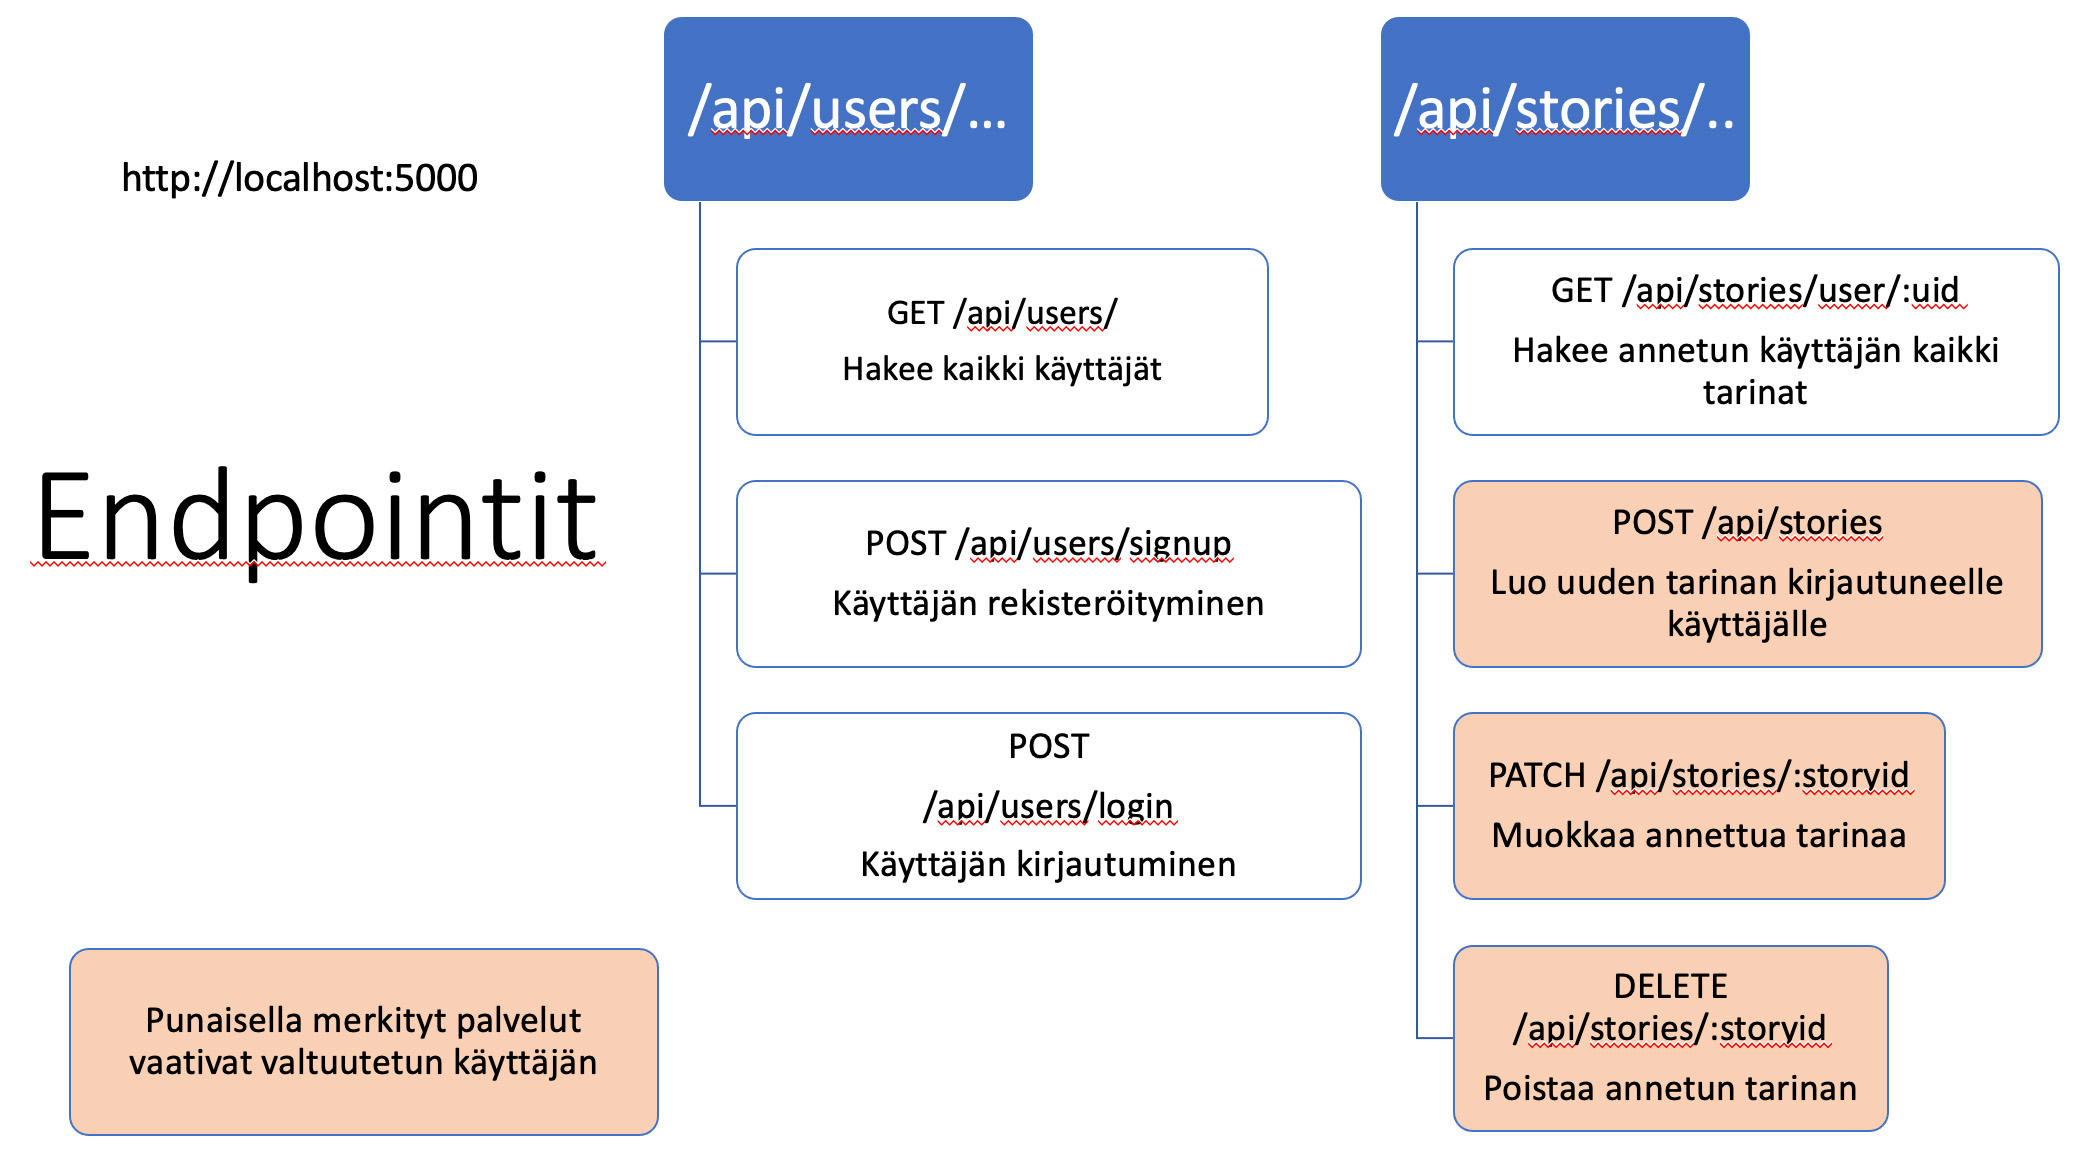 http://localhost:5000
Endpointit
Punaisella merkityt palvelut
vaativat valtuutetun käyttäjän
/api/users/...
GET /api/users/
Hakee kaikki käyttäjät
POST /api/users/signup
Käyttäjän rekisteröityminen
POST
/api/users/login
Käyttäjän kirjautuminen
/api/stories/..
GET /api/stories/user/:uid
Hakee annetun käyttäjän kaikki
tarinat
POST /api/stories
Luo uuden tarinan kirjautuneelle
käyttäjälle
PATCH /api/stories/:storyid
Muokkaa annettua tarinaa
DELETE
/api/stories/:storyid
Poistaa annetun tarinan